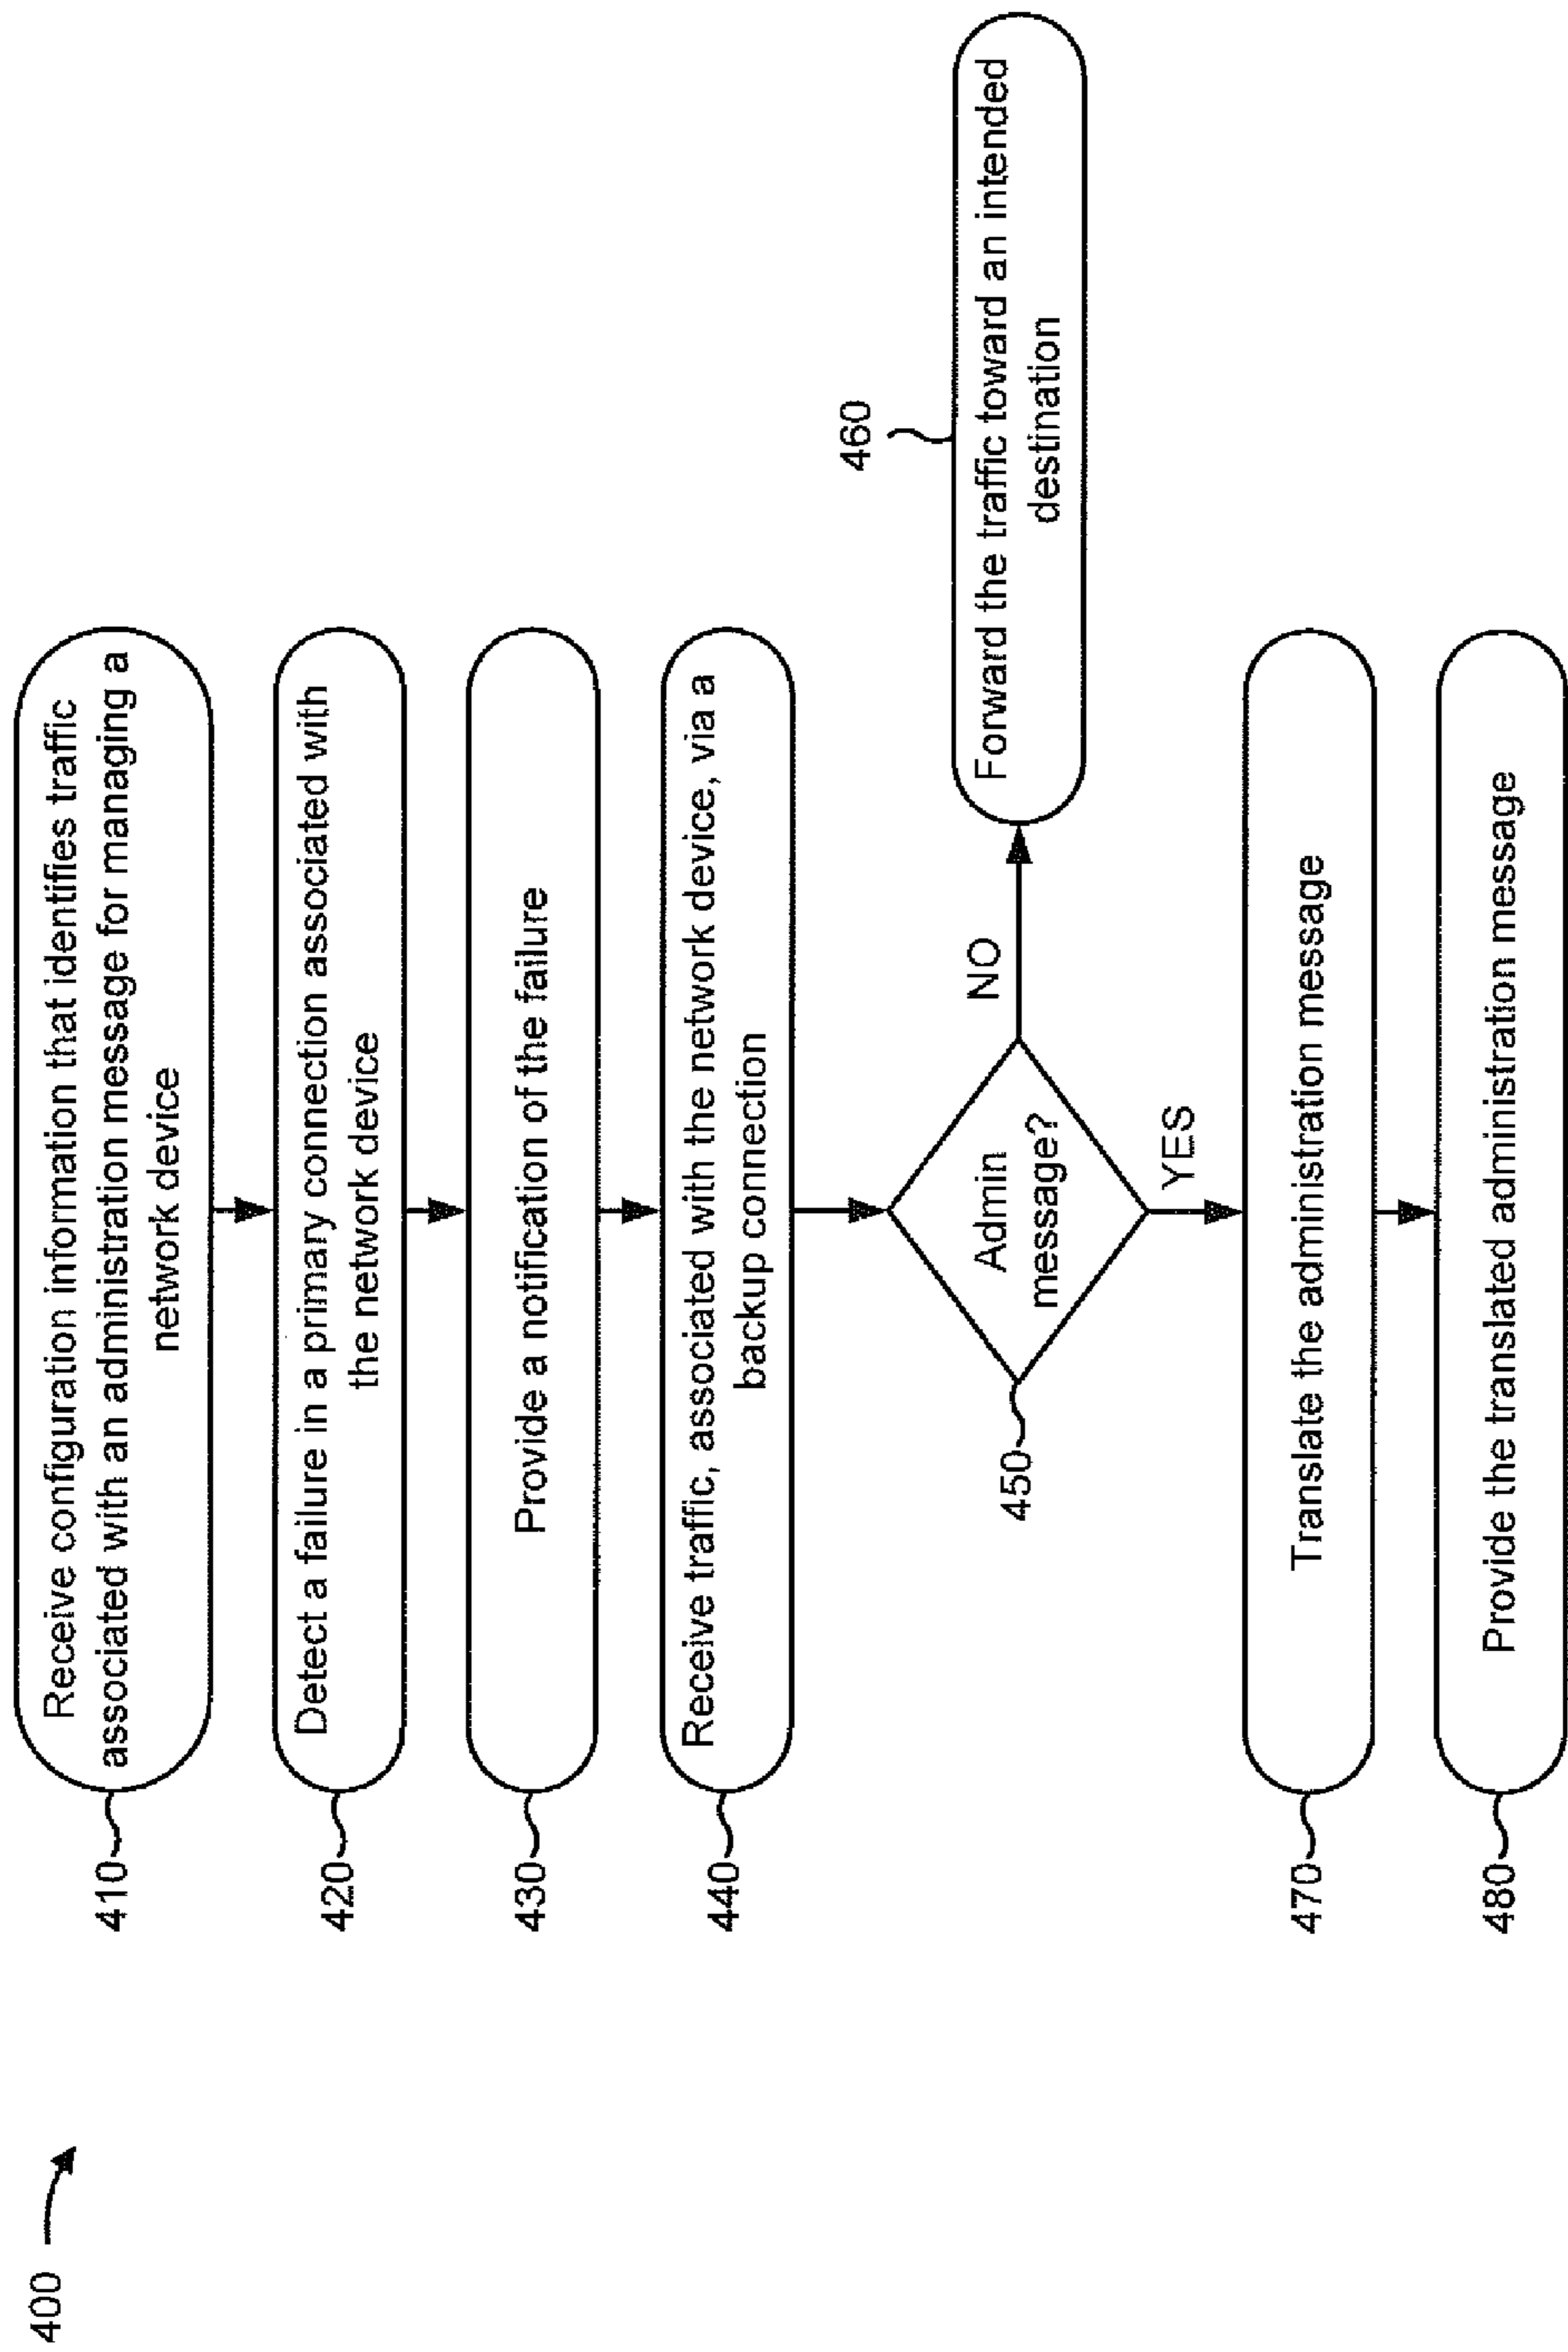 400
410
Receive configuration information that identifies traffic
associated with an administration message for managing a
network device
420
Detect a failure in a primary connection associated with
the network device
430
Provide a notification of the failure
440
Receive traffic, associated with the network device, via a
backup connection
450
Admin
message?
NO
460
Forward the traffic toward an intended
destination
YES
470
Translate the administration message
480
Provide the translated administration message